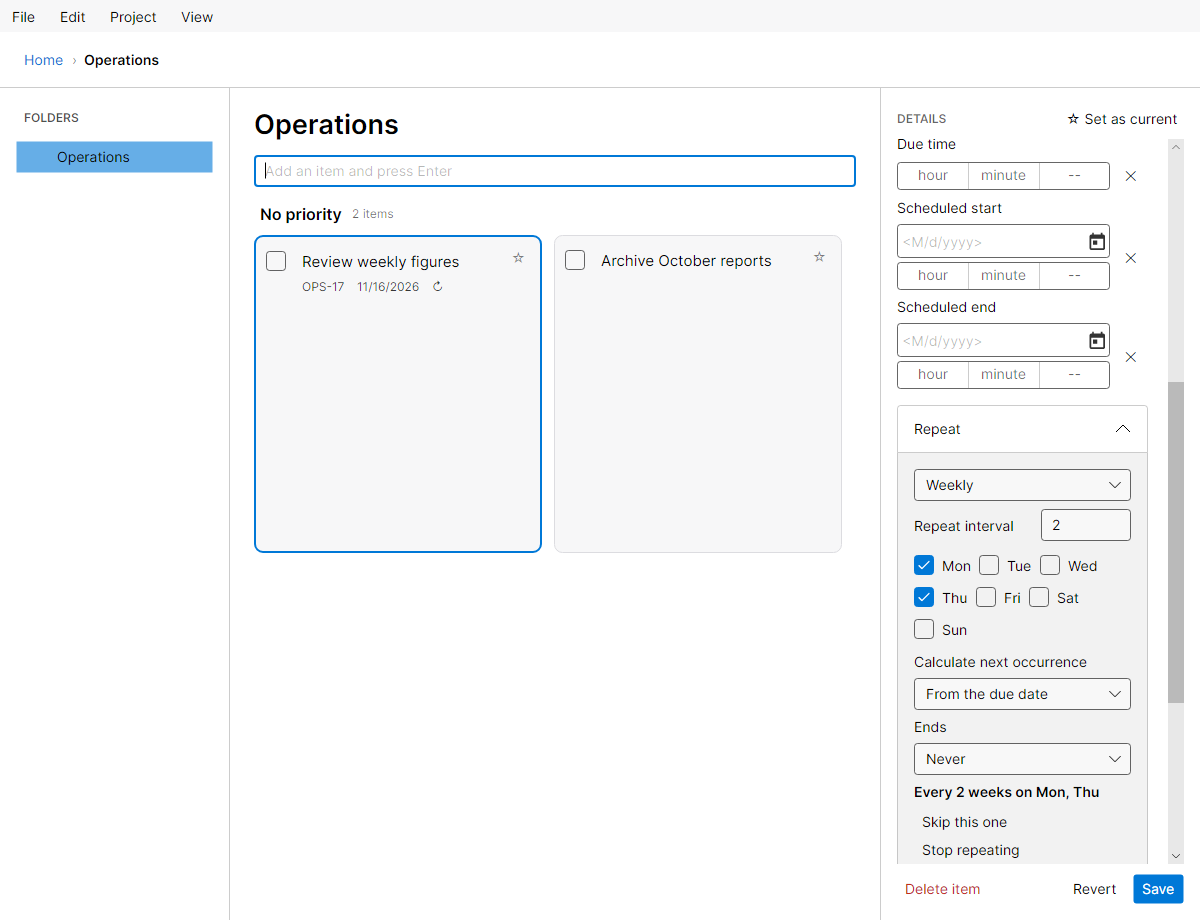 File Edit Project View
Home › Operations
FOLDERS
Operations
Operations
Add an item and press Enter
No priority 2 items
Review weekly figures
OPS-17 11/16/2026
Archive October reports
DETAILS
Set as current
Due time
hour minute --
Scheduled start
<M/d/yyyy>
hour minute --
Scheduled end
<M/d/yyyy>
hour minute --
Repeat
Weekly
Repeat interval 2
Mon Tue Wed
Thu Fri Sat
Sun
Calculate next occurrence
From the due date
Ends
Never
Every 2 weeks on Mon, Thu
Skip this one
Stop repeating
Delete item Revert Save